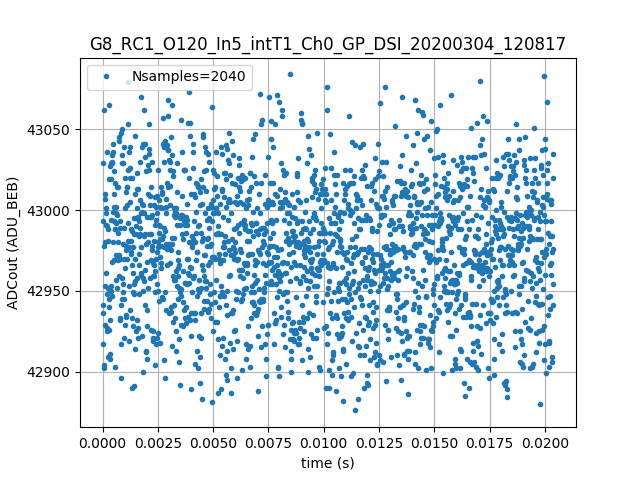 G8_RC1_O120_In5_intT1_Ch0_GP_DSI_20200304_120817
Nsamples=2040
ADCout (ADU_BEB)
43050
43000
42950
42900
0.0000 0.0025 0.0050 0.0075 0.0100 0.0125 0.0150 0.0175 0.0200
time (s)